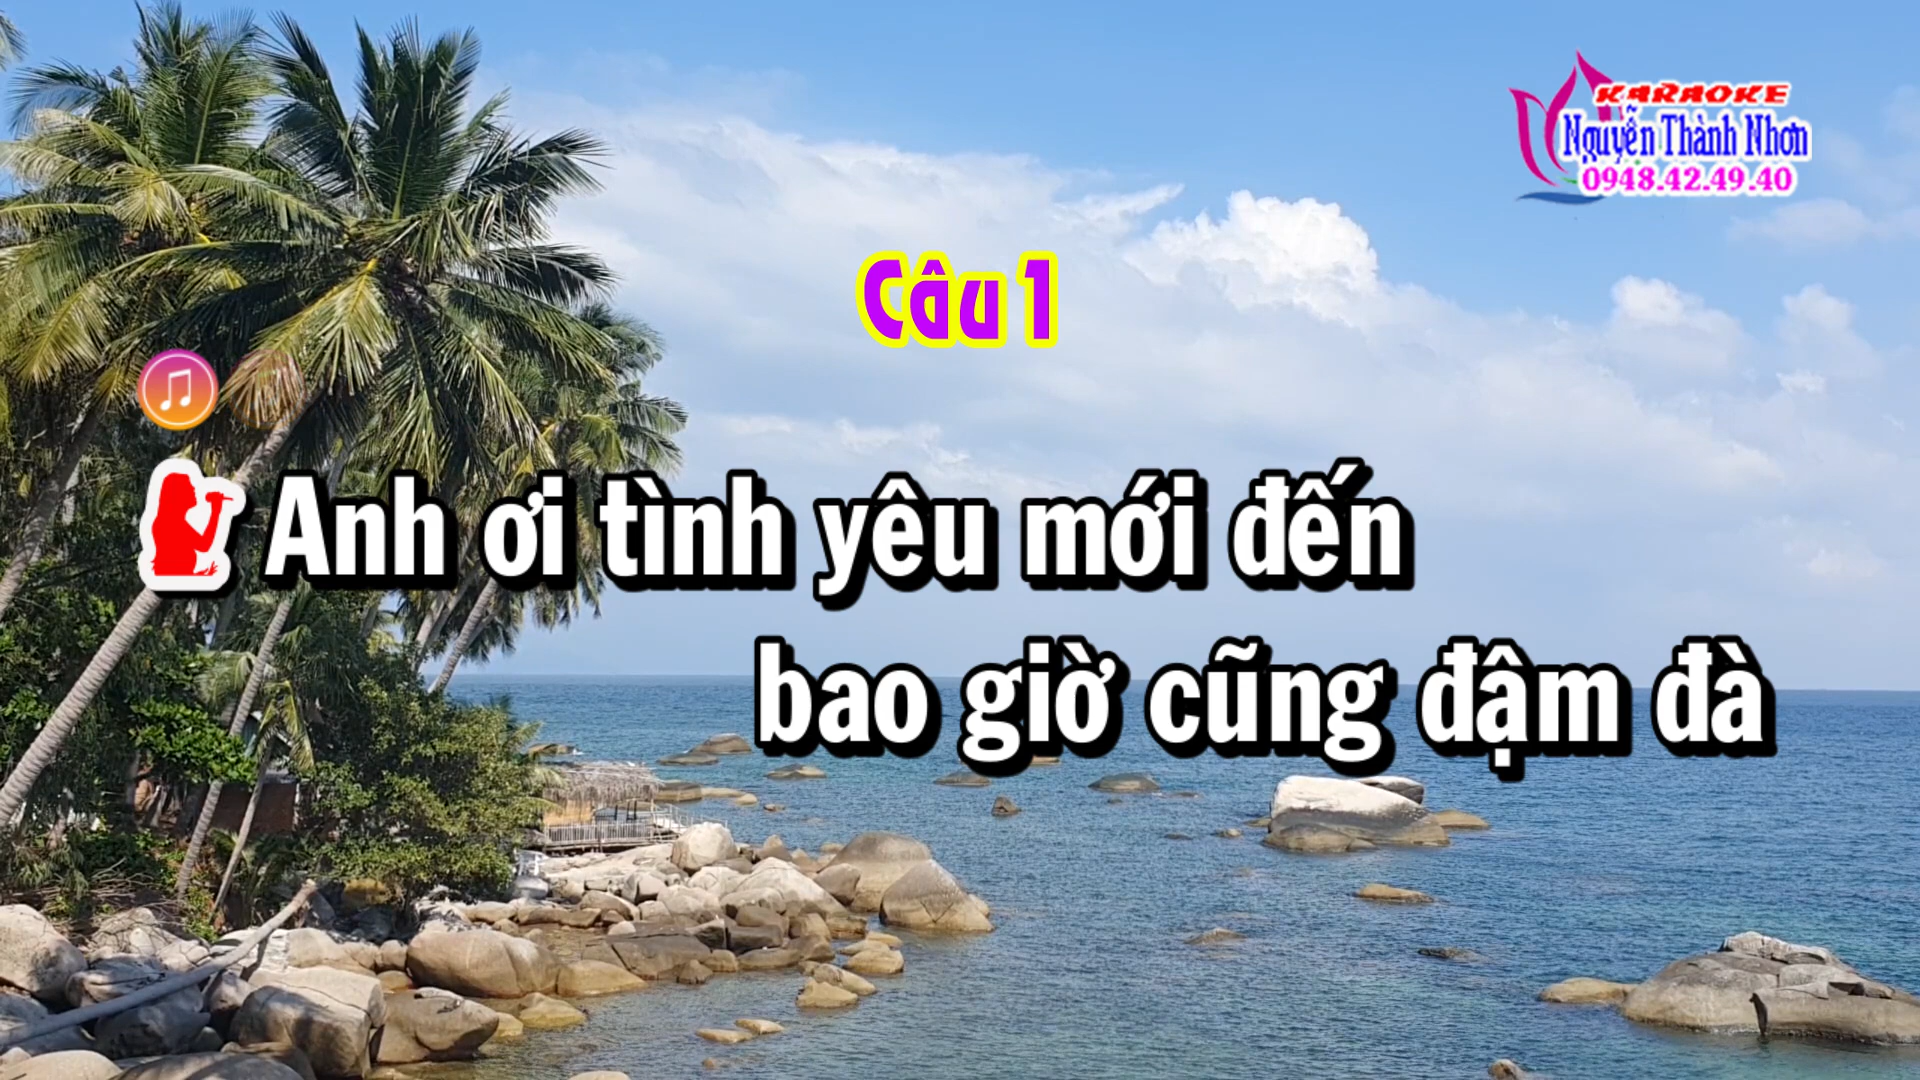 KARAOKE
Nguyễn Thành Nhơn
0948.42.49.40
Câu 1
Anh ơi tình yêu mới đến
bao giờ cũng đậm đà